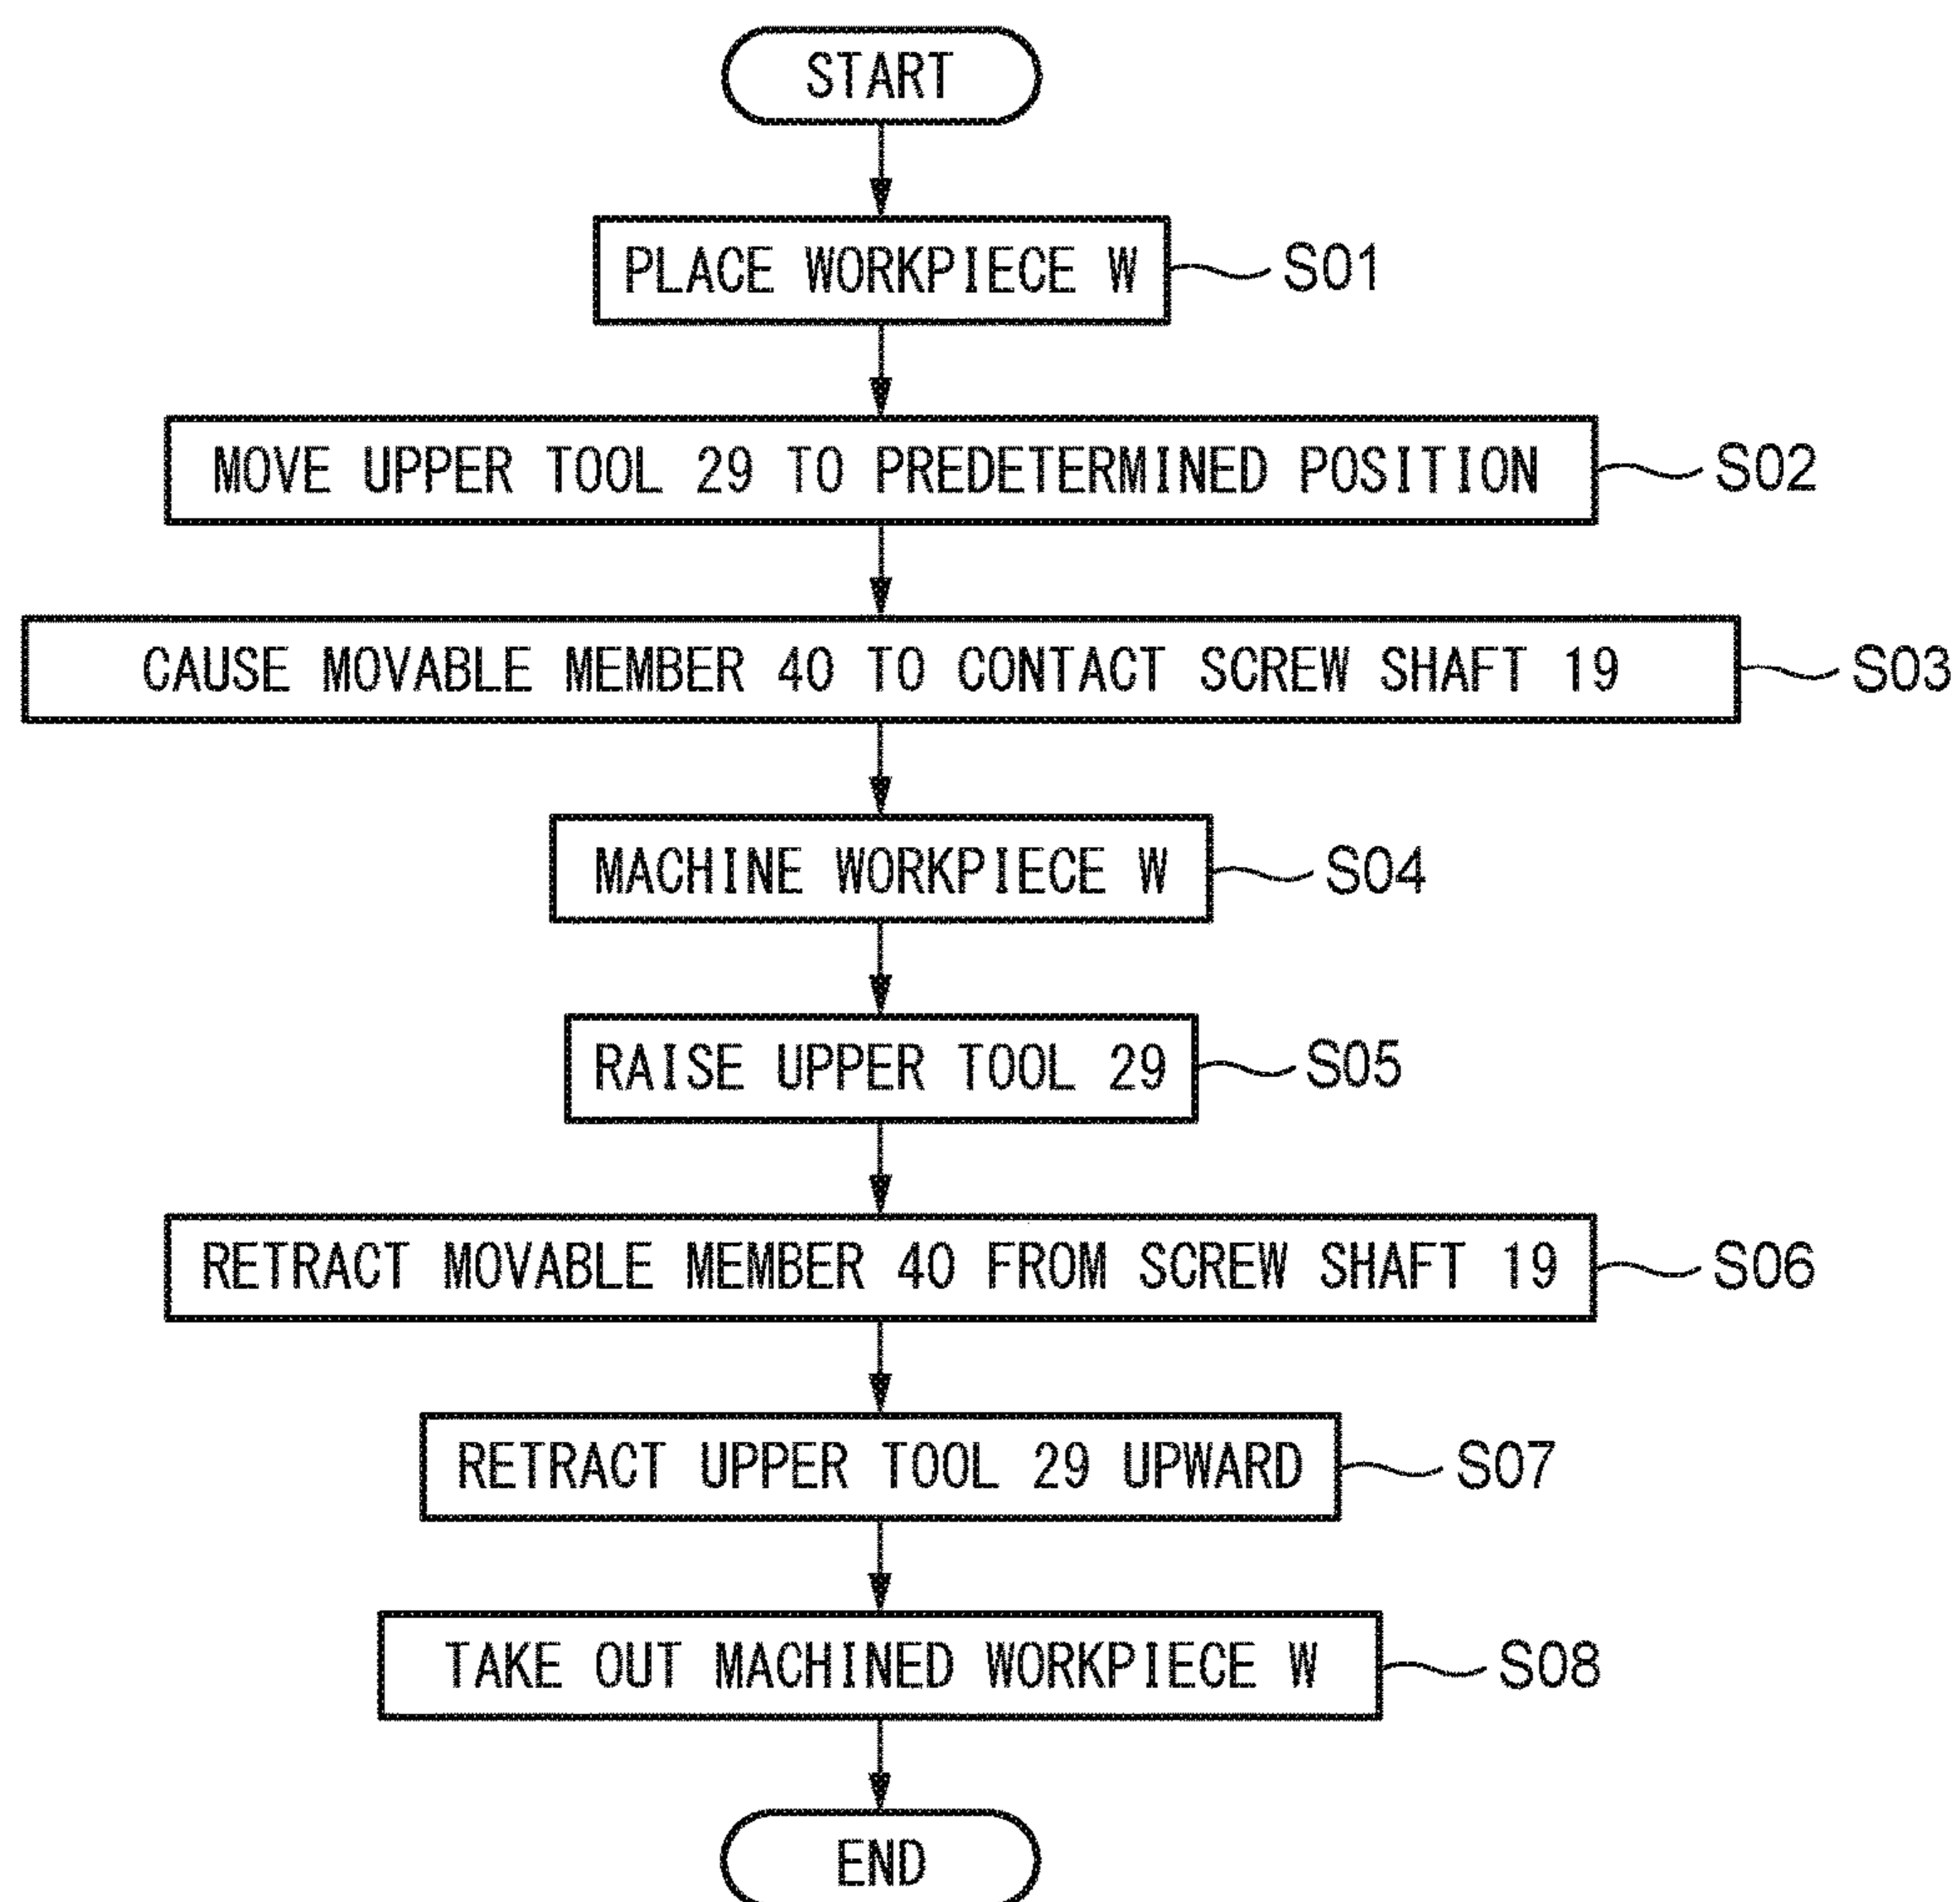 START
PLACE WORKPIECE W
S01
MOVE UPPER TOOL 29 TO PREDETERMINED POSITION
S02
CAUSE MOVABLE MEMBER 40 TO CONTACT SCREW SHAFT 19
S03
MACHINE WORKPIECE W
S04
RAISE UPPER TOOL 29
S05
RETRACT MOVABLE MEMBER 40 FROM SCREW SHAFT 19
S06
RETRACT UPPER TOOL 29 UPWARD
S07
TAKE OUT MACHINED WORKPIECE W
S08
END